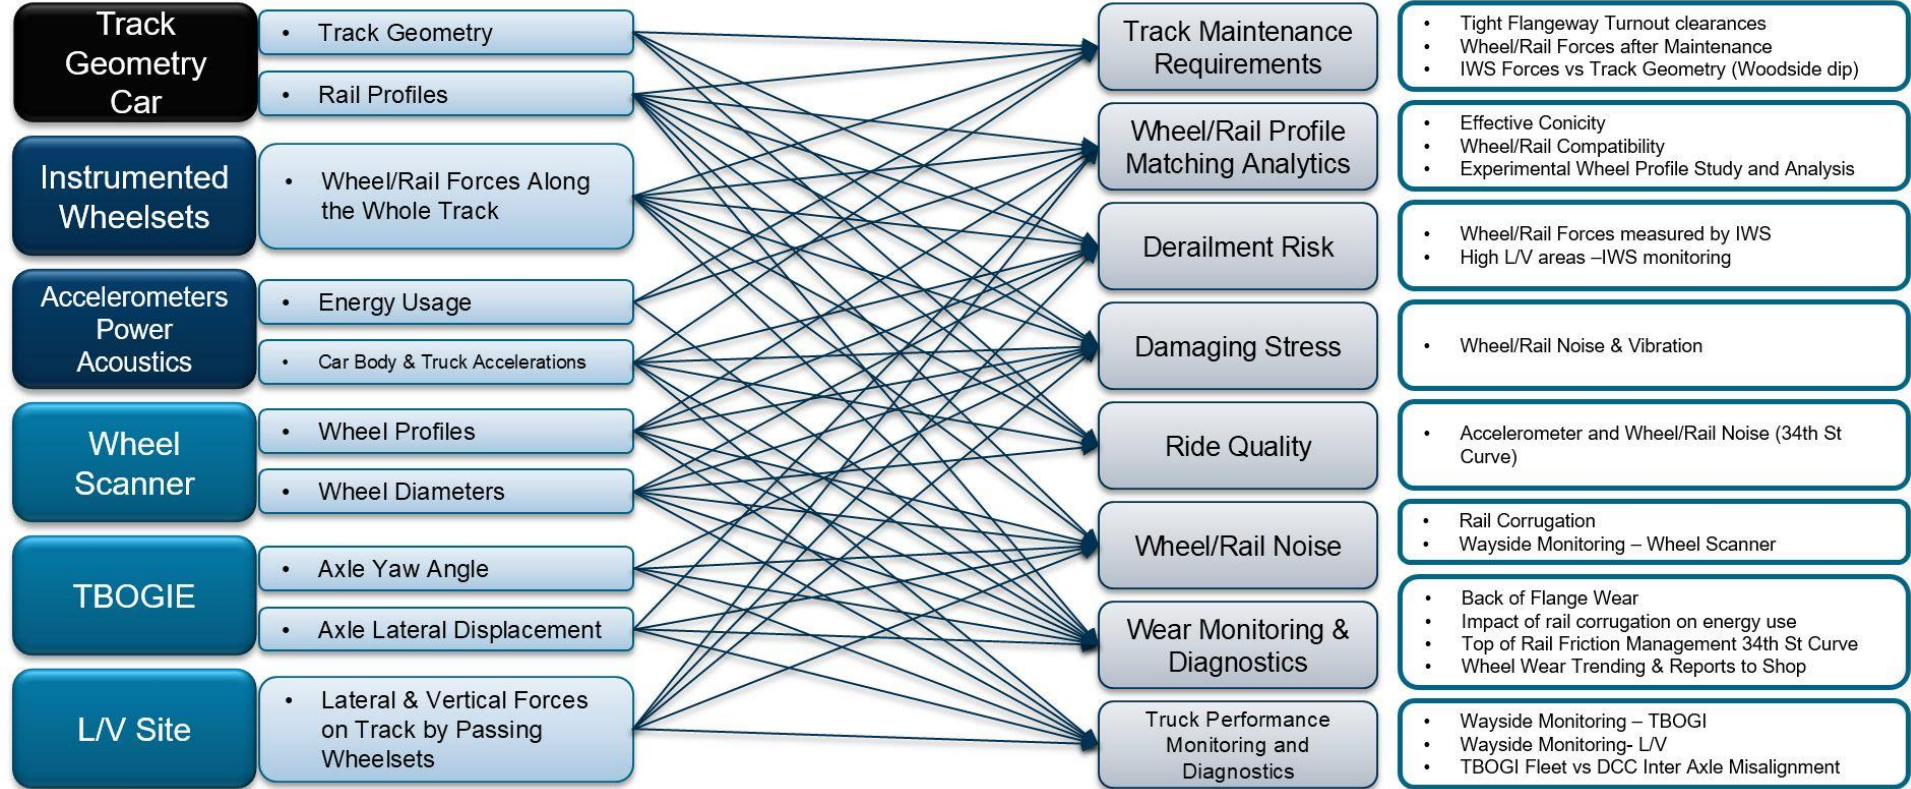 Track
Geometry
Car
• Track Geometry
• Rail Profiles
Instrumented
Wheelsets
• Wheel/Rail Forces Along
the Whole Track
Accelerometers
Power
Acoustics
• Energy Usage
• Car Body & Truck Accelerations
Wheel
Scanner
• Wheel Profiles
• Wheel Diameters
TBOGIE
• Axle Yaw Angle
• Axle Lateral Displacement
L/V Site
• Lateral & Vertical Forces
on Track by Passing
Wheelsets
Track Maintenance
Requirements
• Tight Flangeway Turnout clearances
• Wheel/Rail Forces after Maintenance
• IWS Forces vs Track Geometry (Woodside dip)
Wheel/Rail Profile
Matching Analytics
• Effective Conicity
• Wheel/Rail Compatibility
• Experimental Wheel Profile Study and Analysis
Derailment Risk
• Wheel/Rail Forces measured by IWS
• High L/V areas –IWS monitoring
Damaging Stress
• Wheel/Rail Noise & Vibration
Ride Quality
• Accelerometer and Wheel/Rail Noise (34th St
Curve)
Wheel/Rail Noise
• Rail Corrugation
• Wayside Monitoring – Wheel Scanner
Wear Monitoring &
Diagnostics
• Back of Flange Wear
• Impact of rail corrugation on energy use
• Top of Rail Friction Management 34th St Curve
• Wheel Wear Trending & Reports to Shop
Truck Performance
Monitoring and
Diagnostics
• Wayside Monitoring – TBOGI
• Wayside Monitoring- L/V
• TBOGI Fleet vs DCC Inter Axle Misalignment